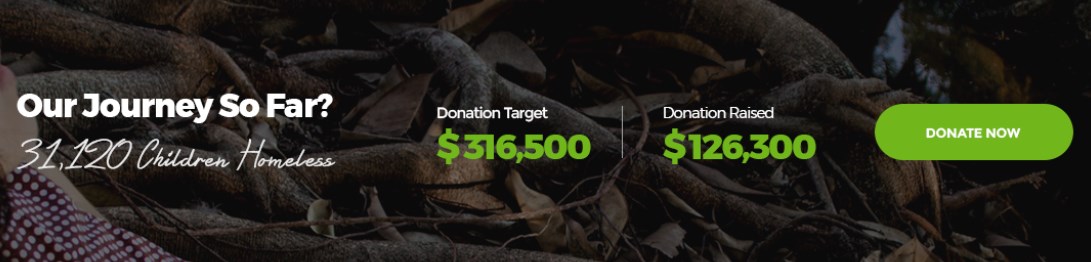 Our Journey So Far?
31,120 Children Homeless
Donation Target
$316,500
Donation Raised
$126,300
DONATE NOW